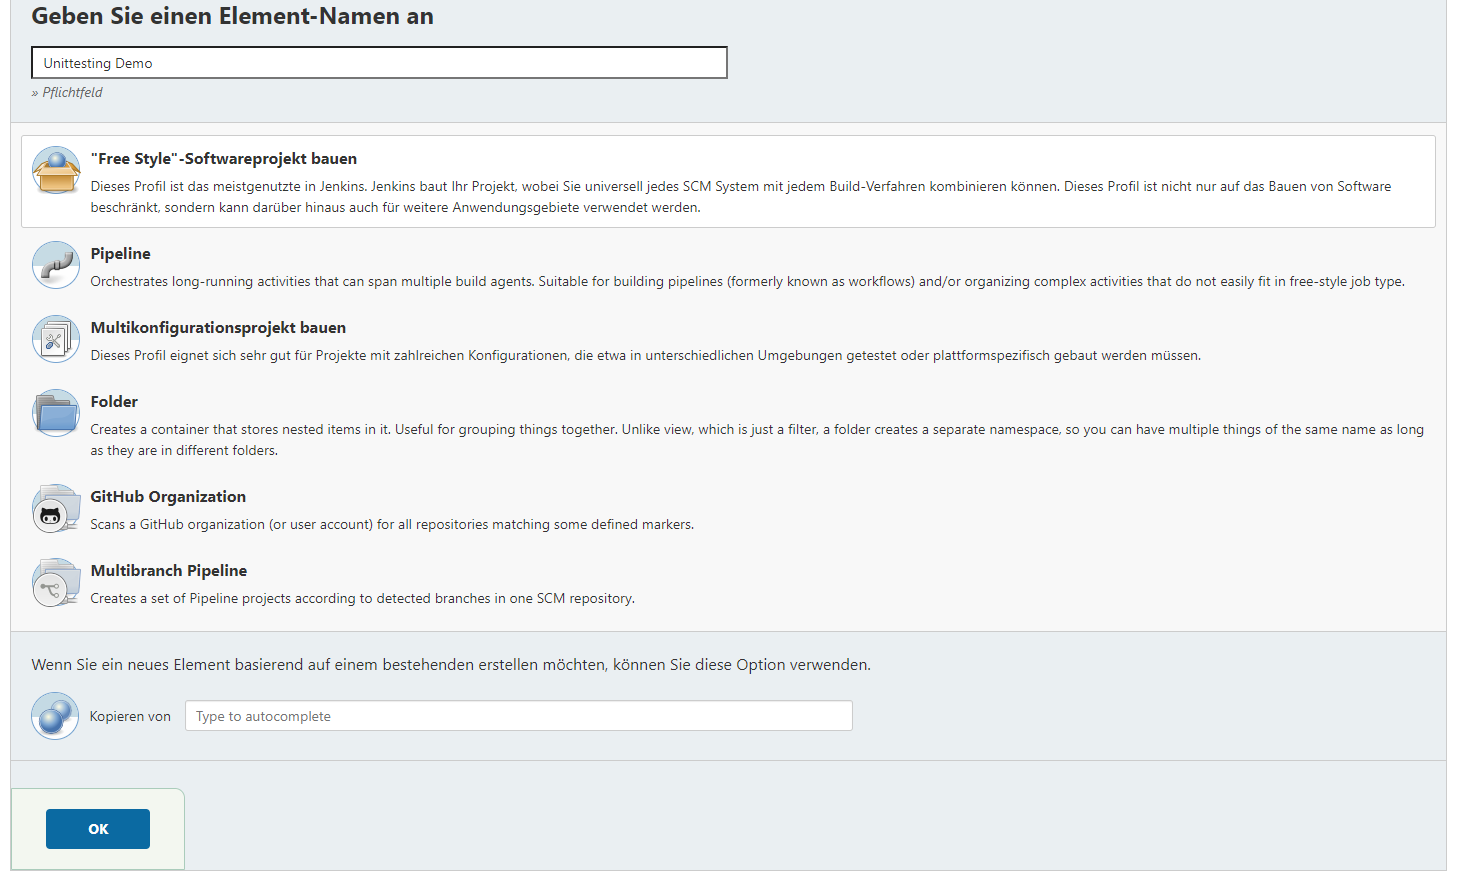 Geben Sie einen Element-Namen an
Unittesting Demo
» Pflichtfeld
"Free Style"-Softwareprojekt bauen
Dieses Profil ist das meistgenutzte in Jenkins. Jenkins baut Ihr Projekt, wobei Sie universell jedes SCM System mit jedem Build-Verfahren kombinieren können. Dieses Profil ist nicht nur auf das Bauen von Software
beschränkt, sondern kann darüber hinaus auch für weitere Anwendungsgebiete verwendet werden.
Pipeline
Orchestrates long-running activities that can span multiple build agents. Suitable for building pipelines (formerly known as workflows) and/or organizing complex activities that do not easily fit in free-style job type.
Multikonfigurationsprojekt bauen
Dieses Profil eignet sich sehr gut für Projekte mit zahlreichen Konfigurationen, die etwa in unterschiedlichen Umgebungen getestet oder plattformspezifisch gebaut werden müssen.
Folder
Creates a container that stores nested items in it. Useful for grouping things together. Unlike view, which is just a filter, a folder creates a separate namespace, so you can have multiple things of the same name as long
as they are in different folders.
GitHub Organization
Scans a GitHub organization (or user account) for all repositories matching some defined markers.
Multibranch Pipeline
Creates a set of Pipeline projects according to detected branches in one SCM repository.
Wenn Sie ein neues Element basierend auf einem bestehenden erstellen möchten, können Sie diese Option verwenden.
Kopieren von
Type to autocomplete
OK